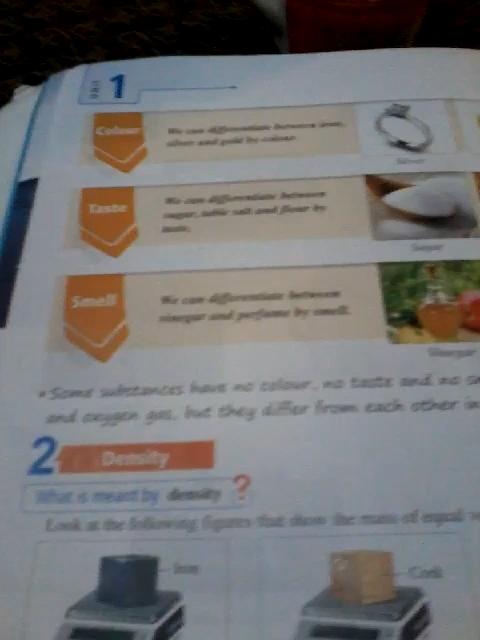 UNIT 1
Colour
We can differentiate between iron,
silver and gold by colour.
Silver
Taste
We can differentiate between
sugar, table salt and flour by
taste.
Sugar
Smell
We can differentiate between
vinegar and perfume by smell.
Vinegar
• Some substances have no colour, no taste and no
and oxygen gas, but they differ from each other in
2 Density
What is meant by density ?
Look at the following figures that show the mass of equal
Iron
Cork